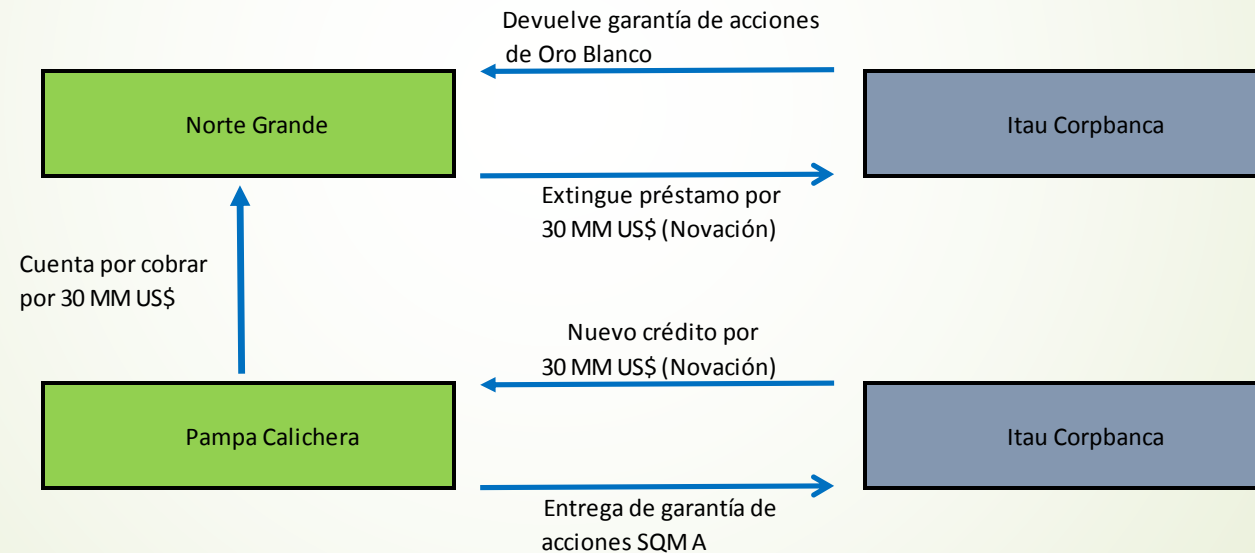 Devuelve garantía de acciones
de Oro Blanco
Norte Grande
Itau Corpbanca
Extingue préstamo por
30 MM US$ (Novación)
Cuenta por cobrar
por 30 MM US$
Nuevo crédito por
30 MM US$ (Novación)
Pampa Calichera
Itau Corpbanca
Entrega de garantía de
acciones SQM A